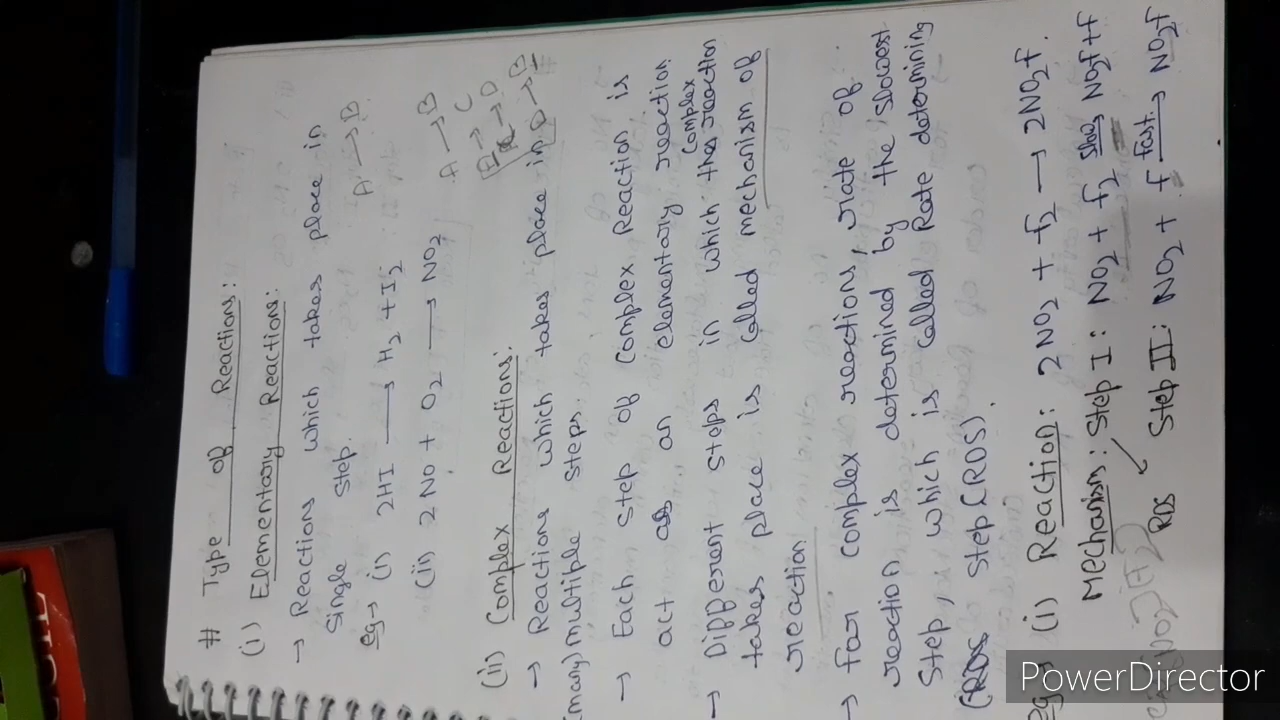 # Type of Reactions:
(i) Elementary Reactions:
→ Reactions which takes place in
Single step. A → B
eg → (i) 2HI → H2 + I2
(ii) 2NO + O2 → NO2
A → B
(ii) Complex Reactions:
→ Reactions which takes place in
(many) multiple steps.
→ Each step of complex Reaction is
act as an elementary reaction
→ Different steps in which the complex reaction
takes place is called mechanism of
reaction
→ For complex reactions, rate of
reaction is determined by the slowest
step, which is called Rate determining
step (RDS).
eg → (i) Reaction: 2NO2 + F2 → 2NO2F.
Mechanism: Step I: NO2 + F2 slow NO2F + F
RDS Step II: NO2 + F Fast → NO2F
PowerDirector